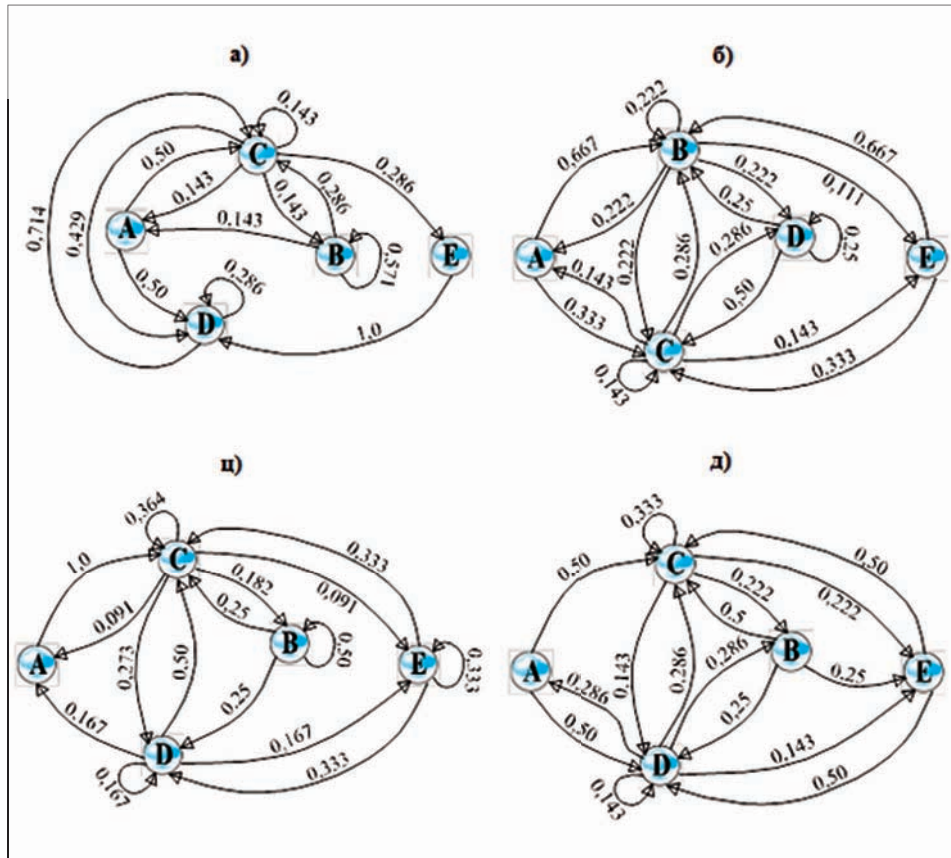 а)
0,143
C
0,50
0,286
0,143
0,143
0,286
0,714
0,429
A
0,143
B
E
0,571
0,50
0,286
D
1,0
б)
0,222
B
0,667
0,667
0,222
0,111
0,222
0,25
D
A
0,222
0,286
0,286
0,25
E
0,143
0,50
0,333
C
0,143
0,143
0,333
ц)
0,364
C
1,0
0,333
0,182
0,091
0,091
0,25
B
A
0,273
0,50
0,50
E
0,333
0,25
0,167
D
0,167
0,167
0,333
д)
0,333
C
0,50
0,50
0,222
0,222
0,5
B
A
0,143
0,286
0,286
0,25
E
0,286
0,25
0,50
D
0,143
0,143
0,50